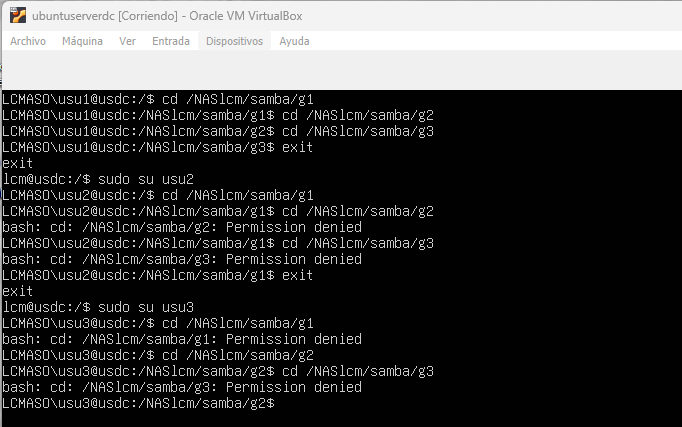 ubuntuserverdc [Corriendo] - Oracle VM VirtualBox
Archivo Máquina Ver Entrada Dispositivos Ayuda
LCMASO\usu1@usdc:/$ cd /NASlcm/samba/g1
LCMASO\usu1@usdc:/NASlcm/samba/g1$ cd /NASlcm/samba/g2
LCMASO\usu1@usdc:/NASlcm/samba/g2$ cd /NASlcm/samba/g3
LCMASO\usu1@usdc:/NASlcm/samba/g3$ exit
exit
lcm@usdc:/$ sudo su usu2
LCMASO\usu2@usdc:/$ cd /NASlcm/samba/g1
LCMASO\usu2@usdc:/NASlcm/samba/g1$ cd /NASlcm/samba/g2
bash: cd: /NASlcm/samba/g2: Permission denied
LCMASO\usu2@usdc:/NASlcm/samba/g1$ cd /NASlcm/samba/g3
bash: cd: /NASlcm/samba/g3: Permission denied
LCMASO\usu2@usdc:/NASlcm/samba/g1$ exit
exit
lcm@usdc:/$ sudo su usu3
LCMASO\usu3@usdc:/$ cd /NASlcm/samba/g1
bash: cd: /NASlcm/samba/g1: Permission denied
LCMASO\usu3@usdc:/$ cd /NASlcm/samba/g2
LCMASO\usu3@usdc:/NASlcm/samba/g2$ cd /NASlcm/samba/g3
bash: cd: /NASlcm/samba/g3: Permission denied
LCMASO\usu3@usdc:/NASlcm/samba/g2$